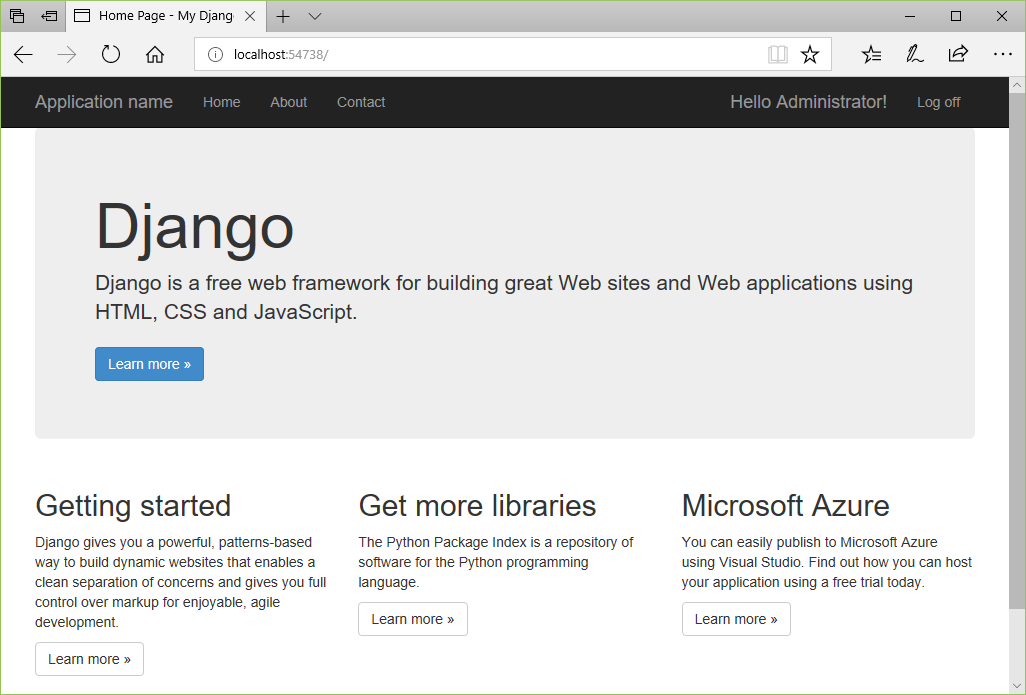 Home Page - My Djang
localhost:54738/
Application name Home About Contact Hello Administrator! Log off
Django
Django is a free web framework for building great Web sites and Web applications using
HTML, CSS and JavaScript.
Learn more »
Getting started
Django gives you a powerful, patterns-based
way to build dynamic websites that enables a
clean separation of concerns and gives you full
control over markup for enjoyable, agile
development.
Learn more »
Get more libraries
The Python Package Index is a repository of
software for the Python programming
language.
Learn more »
Microsoft Azure
You can easily publish to Microsoft Azure
using Visual Studio. Find out how you can host
your application using a free trial today.
Learn more »